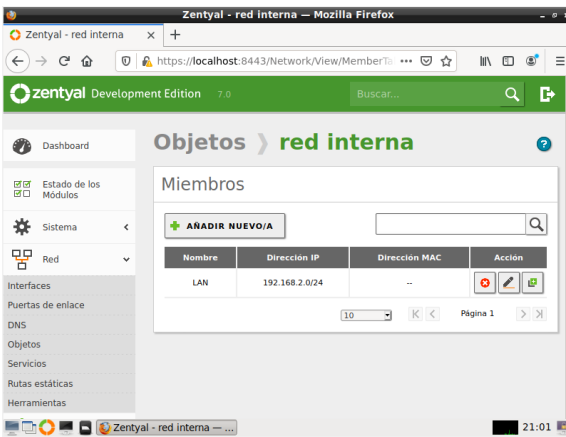 Zentyal - red interna — Mozilla Firefox
Zentyal - red interna
https://localhost:8443/Network/View/MemberTa
zentyal Development Edition 7.0
Buscar...
Dashboard
Estado de los
Módulos
Sistema
Red
Interfaces
Puertas de enlace
DNS
Objetos
Servicios
Rutas estáticas
Herramientas
Objetos red interna
Miembros
AÑADIR NUEVO/A
Nombre Dirección IP Dirección MAC Acción
LAN 192.168.2.0/24 --
10 Página 1
Zentyal - red interna — ...
21:01